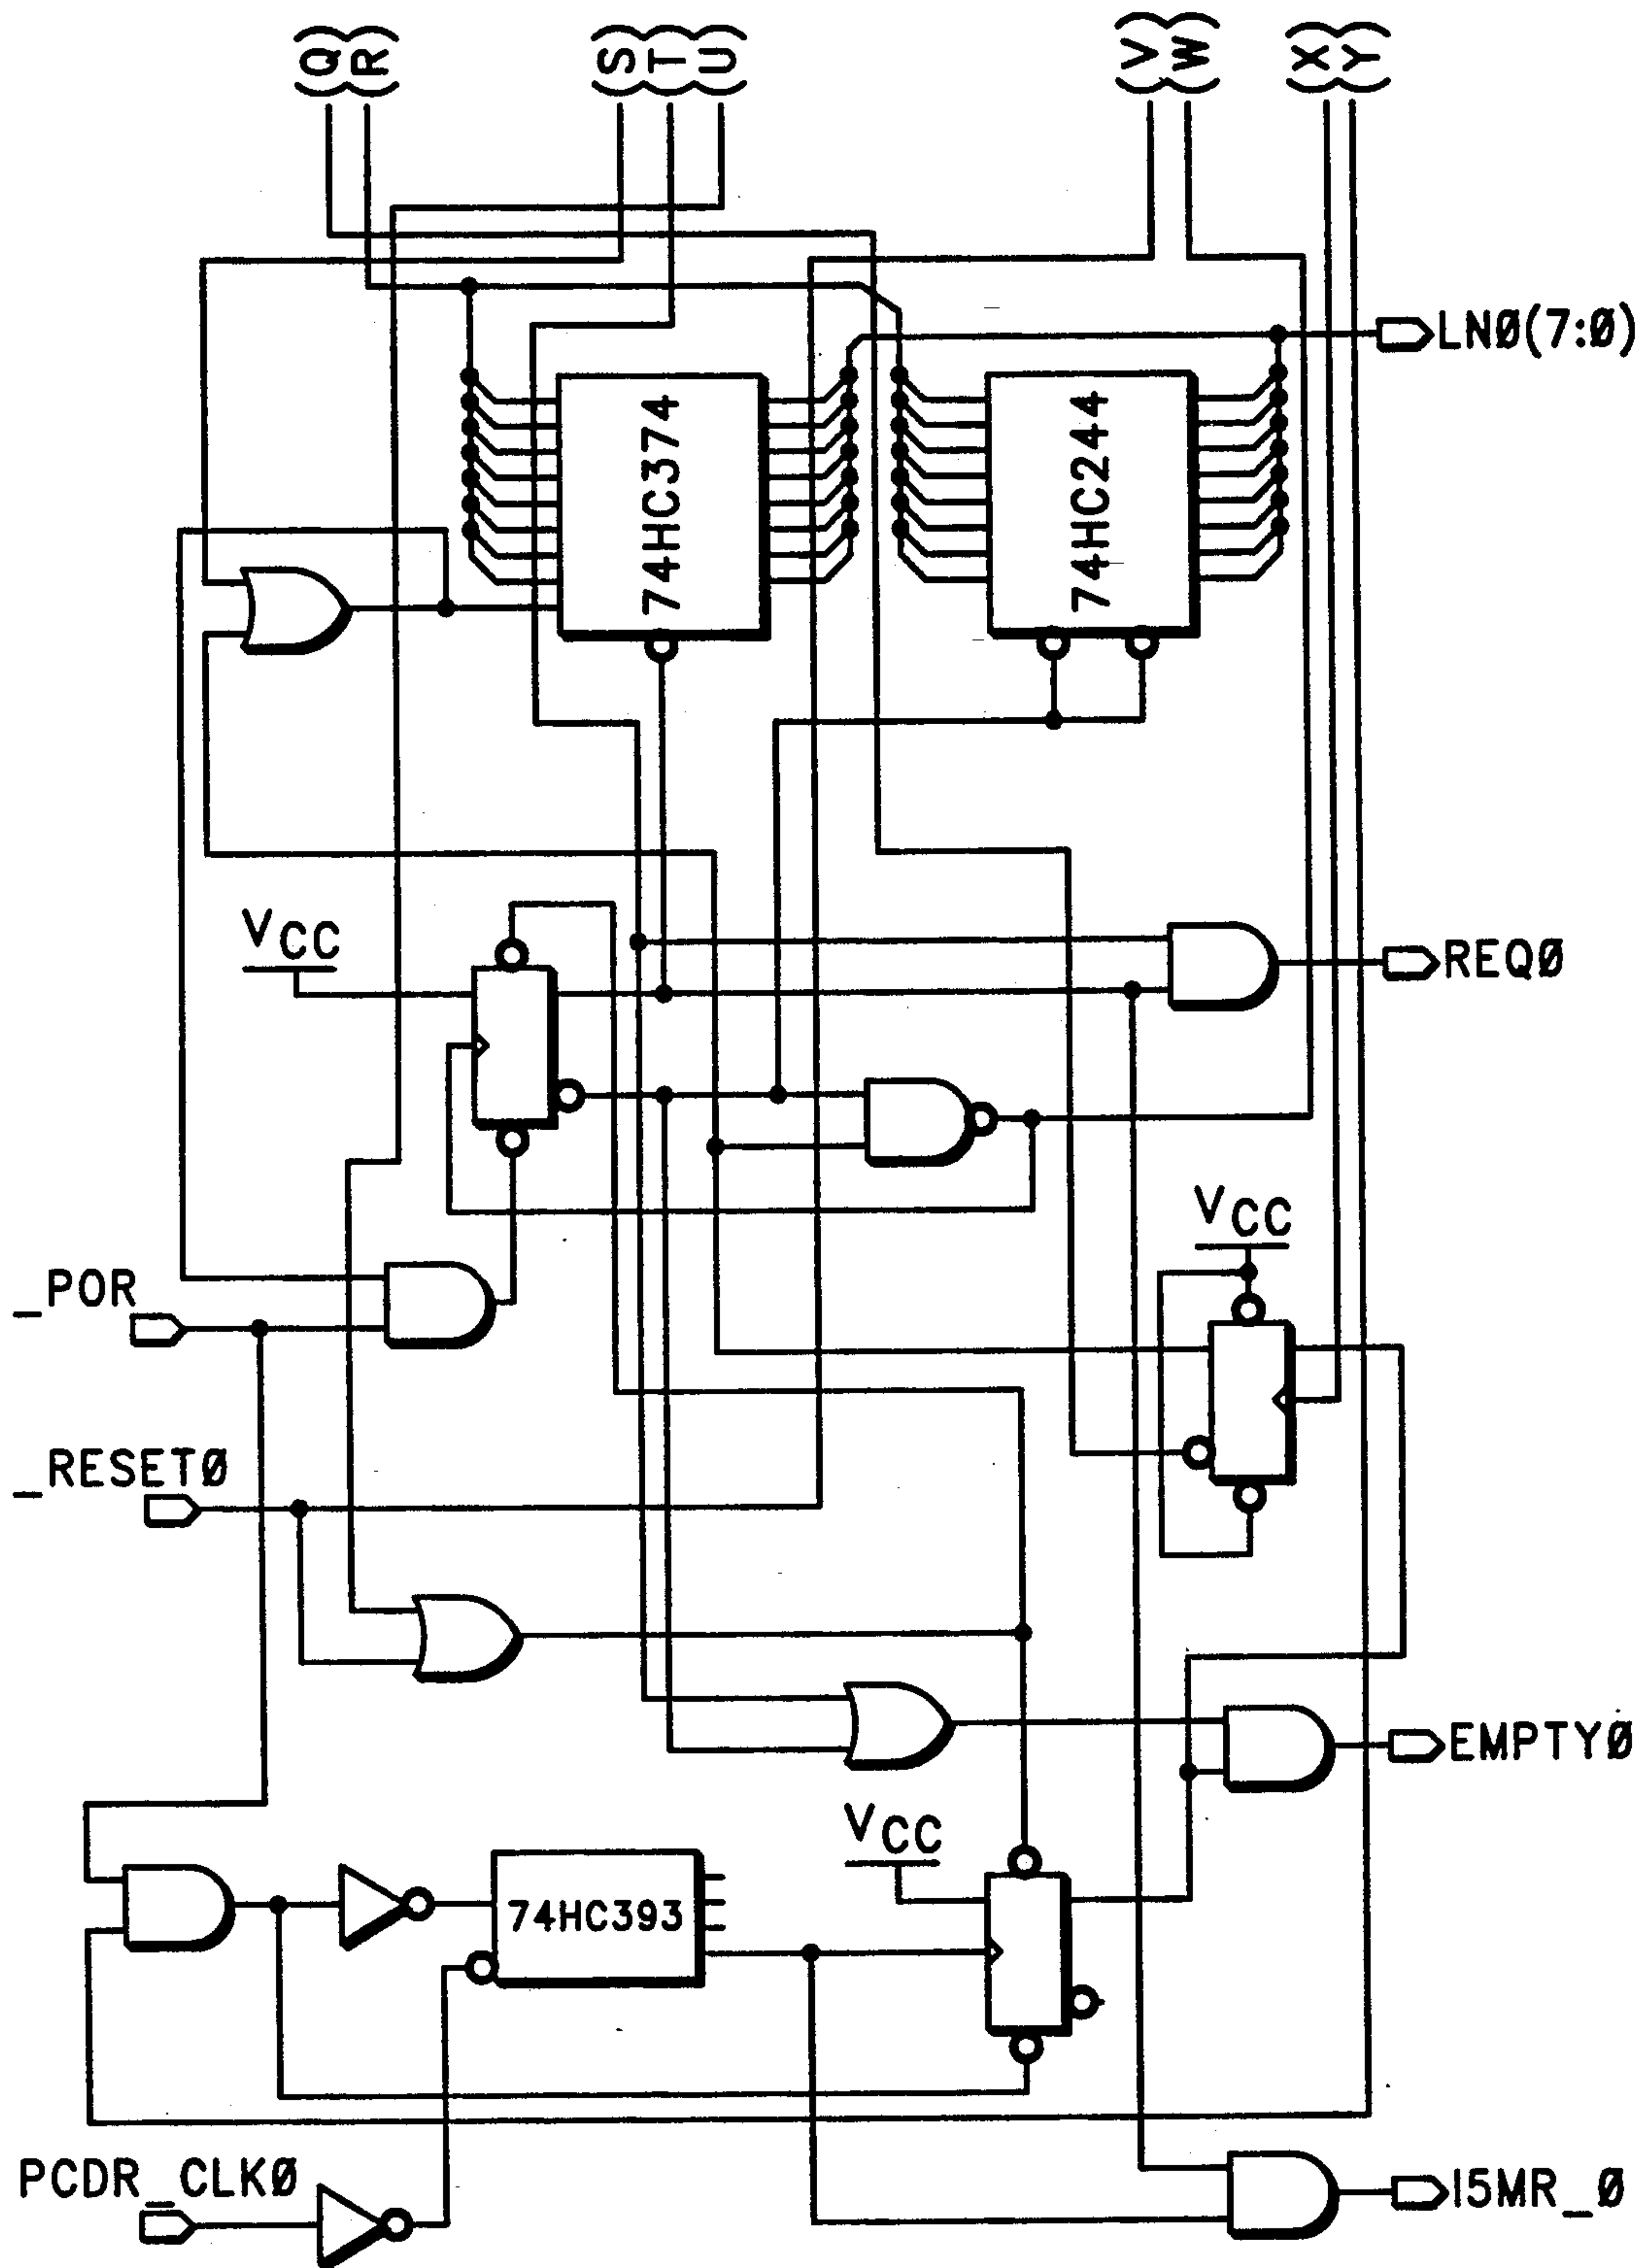 (Q) (R) (S) (T) (U) (V) (W) (X) (Y)
LNØ(7:Ø)
74HC374
74HC244
VCC
REQØ
VCC
_POR
_RESETØ
EMPTYØ
VCC
74HC393
PCDR_CLKØ
I5MR_Ø